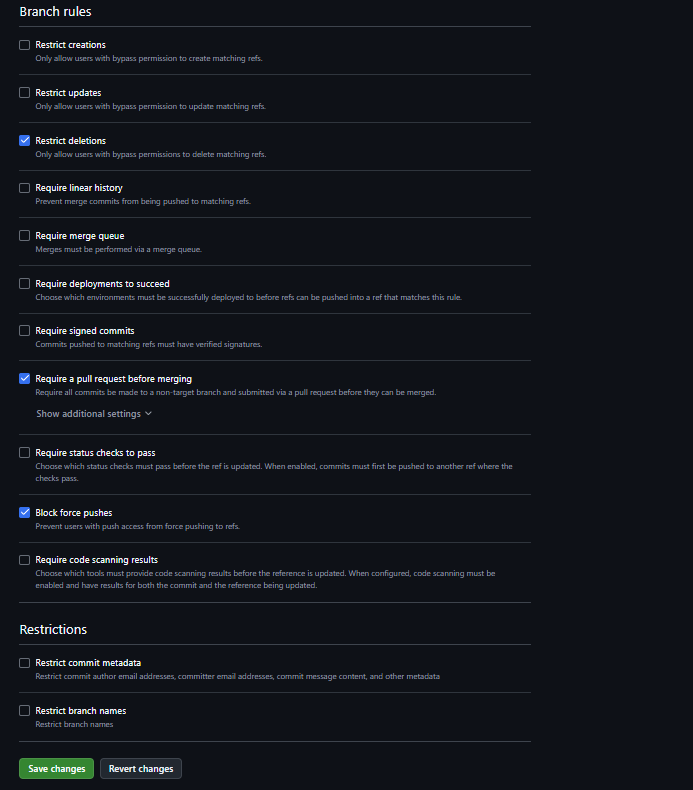 Branch rules
Restrict creations
Only allow users with bypass permission to create matching refs.
Restrict updates
Only allow users with bypass permission to update matching refs.
Restrict deletions
Only allow users with bypass permissions to delete matching refs.
Require linear history
Prevent merge commits from being pushed to matching refs.
Require merge queue
Merges must be performed via a merge queue.
Require deployments to succeed
Choose which environments must be successfully deployed to before refs can be pushed into a ref that matches this rule.
Require signed commits
Commits pushed to matching refs must have verified signatures.
Require a pull request before merging
Require all commits be made to a non-target branch and submitted via a pull request before they can be merged.
Show additional settings
Require status checks to pass
Choose which status checks must pass before the ref is updated. When enabled, commits must first be pushed to another ref where the
checks pass.
Block force pushes
Prevent users with push access from force pushing to refs.
Require code scanning results
Choose which tools must provide code scanning results before the reference is updated. When configured, code scanning must be
enabled and have results for both the commit and the reference being updated.
Restrictions
Restrict commit metadata
Restrict commit author email addresses, committer email addresses, commit message content, and other metadata
Restrict branch names
Restrict branch names
Save changes
Revert changes